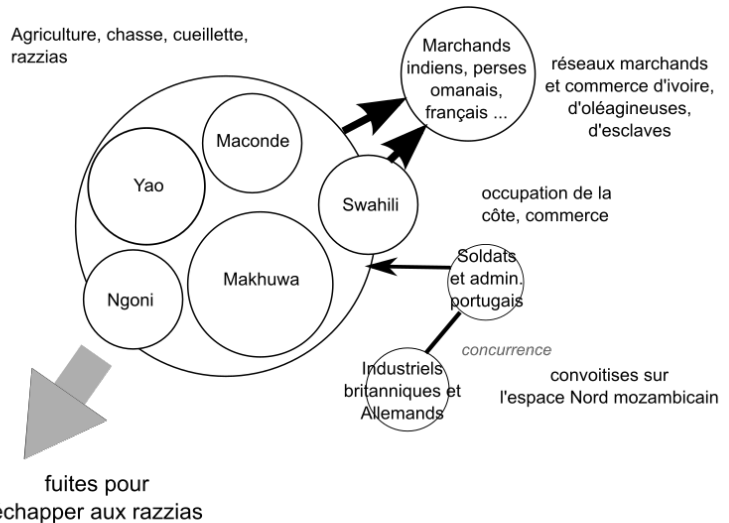 Agriculture, chasse, cueillette,
razzias
Marchands
indiens, perses
omanais,
français ...
réseaux marchands
et commerce d'ivoire,
d'oléagineuses,
d'esclaves
Maconde
Yao
Swahili
occupation de la
côte, commerce
Makhuwa
Ngoni
Soldats
et admin.
portugais
concurrence
Industriels
britanniques et
Allemands
convoitises sur
l'espace Nord mozambicain
fuites pour
echapper aux razzias